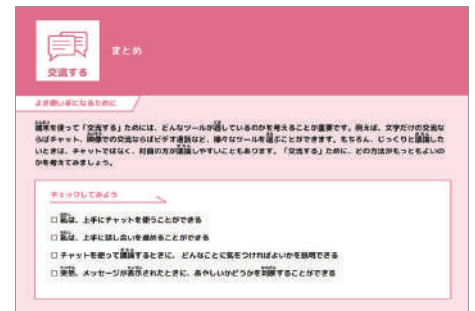 まとめ
交流する
よき使い手になるために
端末を使って「交流する」ためには、どんなツールが適しているのかを考えることが重要です。例えば、文字だけの交流な
らばチャット、映像での交流ならばビデオ通話など、様々なツールを選ぶことができます。もちろん、じっくりと議論した
いときは、チャットではなく、対面の方が議論しやすいこともあります。「交流する」ために、どの方法がもっともよいの
かを考えてみましょう。
チェックしてみよう
□ 私は、上手にチャットを使うことができる
□ 私は、上手に話し合いを進めることができる
□ チャットを使って議論するときに、どんなことに気をつければよいかを説明できる
□ 突然、メッセージが表示されたときに、あやしいかどうかを判断することができる